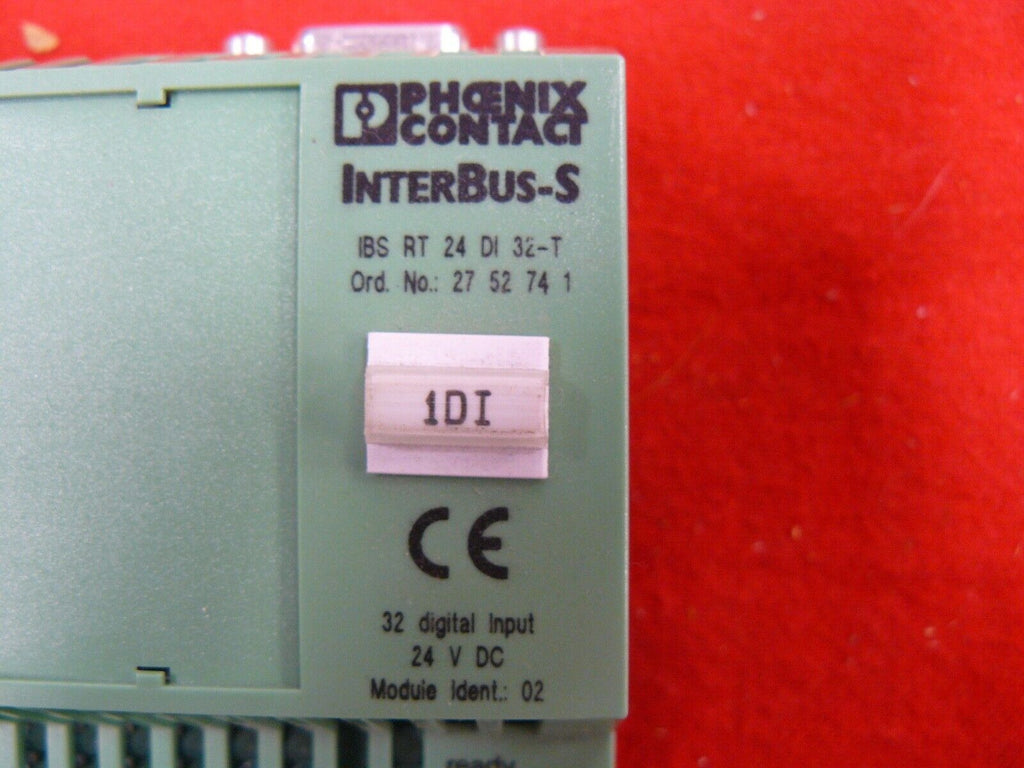 PHŒNIX
CONTACT
INTERBUS-S
IBS RT 24 DI 32-T
Ord. No.: 27 52 74 1
1DI
CE
32 digital Input
24 V DC
Module Ident.: 02
ready